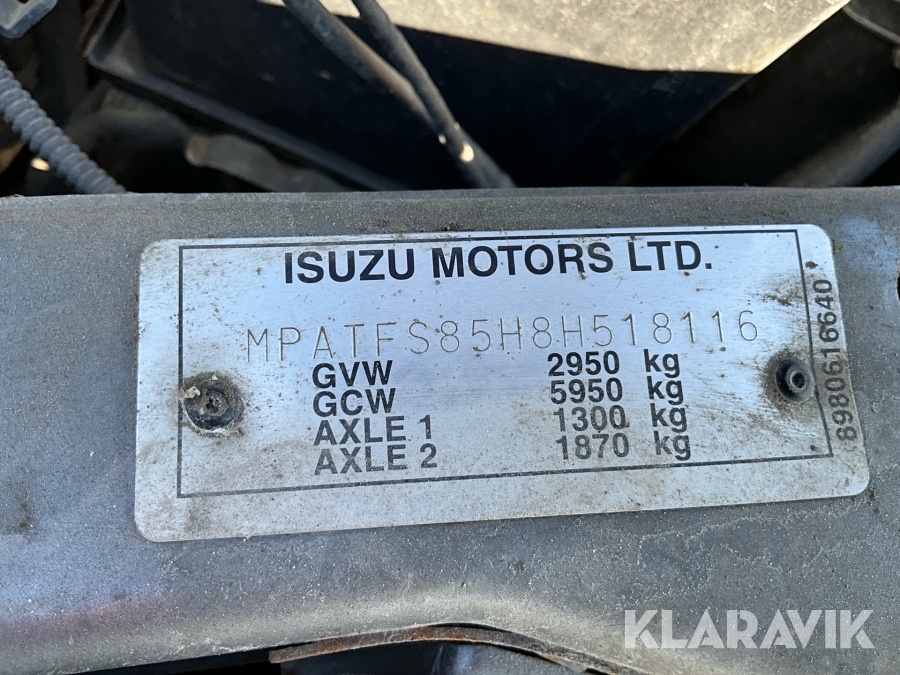 ISUZU MOTORS LTD.
MPATFS85H8H518116
GVW 2950 kg
GCW 5950 kg
AXLE 1 1300 kg
AXLE 2 1870 kg
8980616640
KLARAVIK